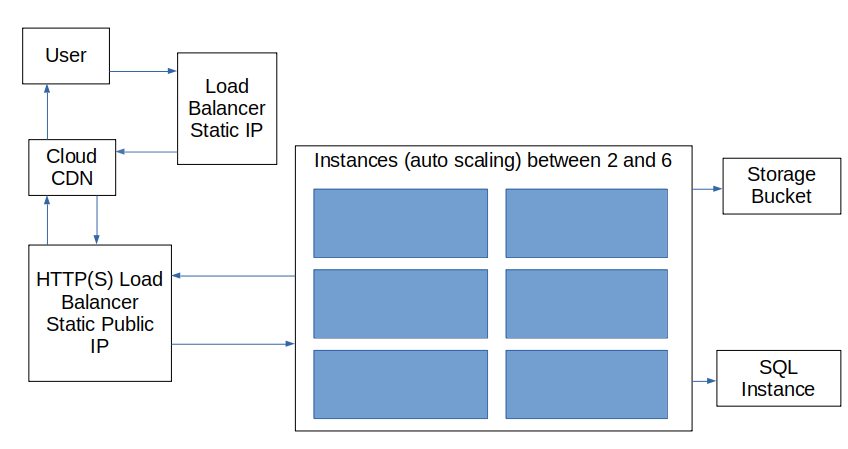 User
Load
Balancer
Static IP
Cloud
CDN
Instances (auto scaling) between 2 and 6
Storage
Bucket
HTTP(S) Load
Balancer
Static Public
IP
SQL
Instance